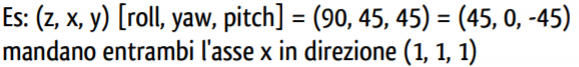 Es: (z, x, y) [roll, yaw, pitch] = (90, 45, 45) = (45, 0, -45)
mandano entrambi l'asse x in direzione (1, 1, 1)